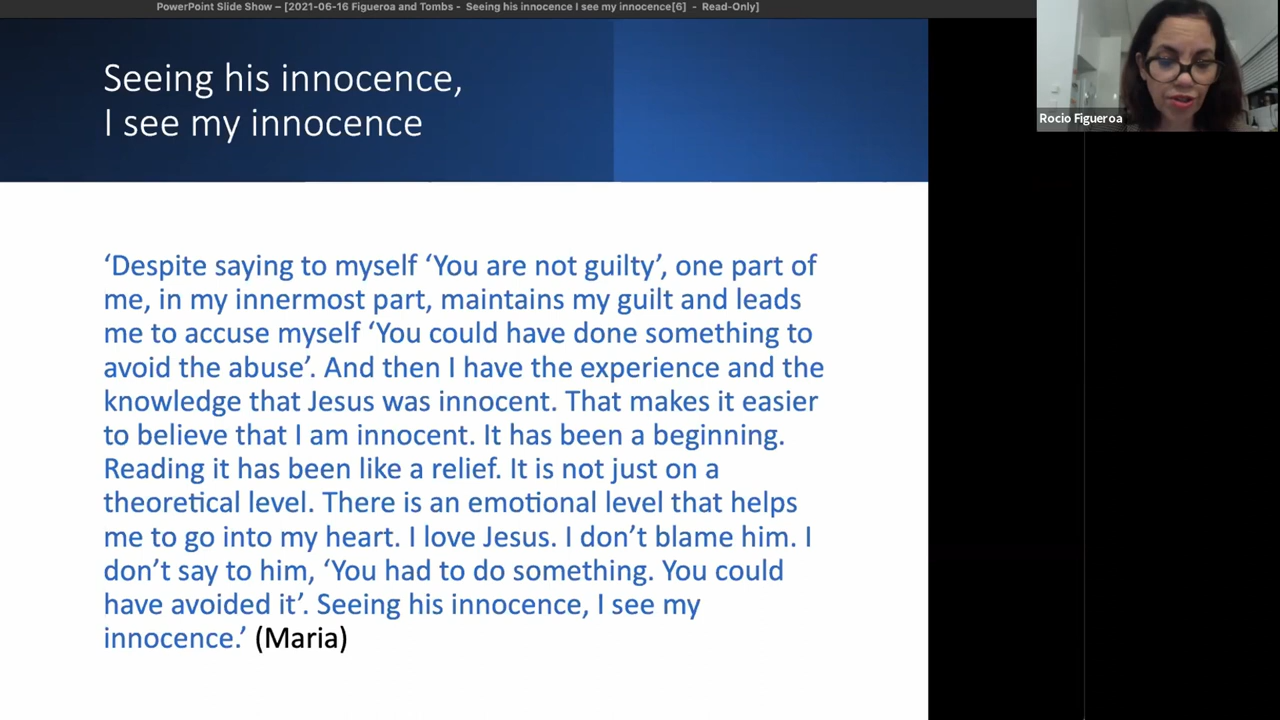 PowerPoint Slide Show – [2021-06-16 Figueroa and Tombs - Seeing his innocence I see my innocence[6] - Read-Only]
Seeing his innocence,
I see my innocence
Rocio Figueroa
‘Despite saying to myself ‘You are not guilty’, one part of
me, in my innermost part, maintains my guilt and leads
me to accuse myself ‘You could have done something to
avoid the abuse’. And then I have the experience and the
knowledge that Jesus was innocent. That makes it easier
to believe that I am innocent. It has been a beginning.
Reading it has been like a relief. It is not just on a
theoretical level. There is an emotional level that helps
me to go into my heart. I love Jesus. I don’t blame him. I
don’t say to him, ‘You had to do something. You could
have avoided it’. Seeing his innocence, I see my
innocence.’ (Maria)